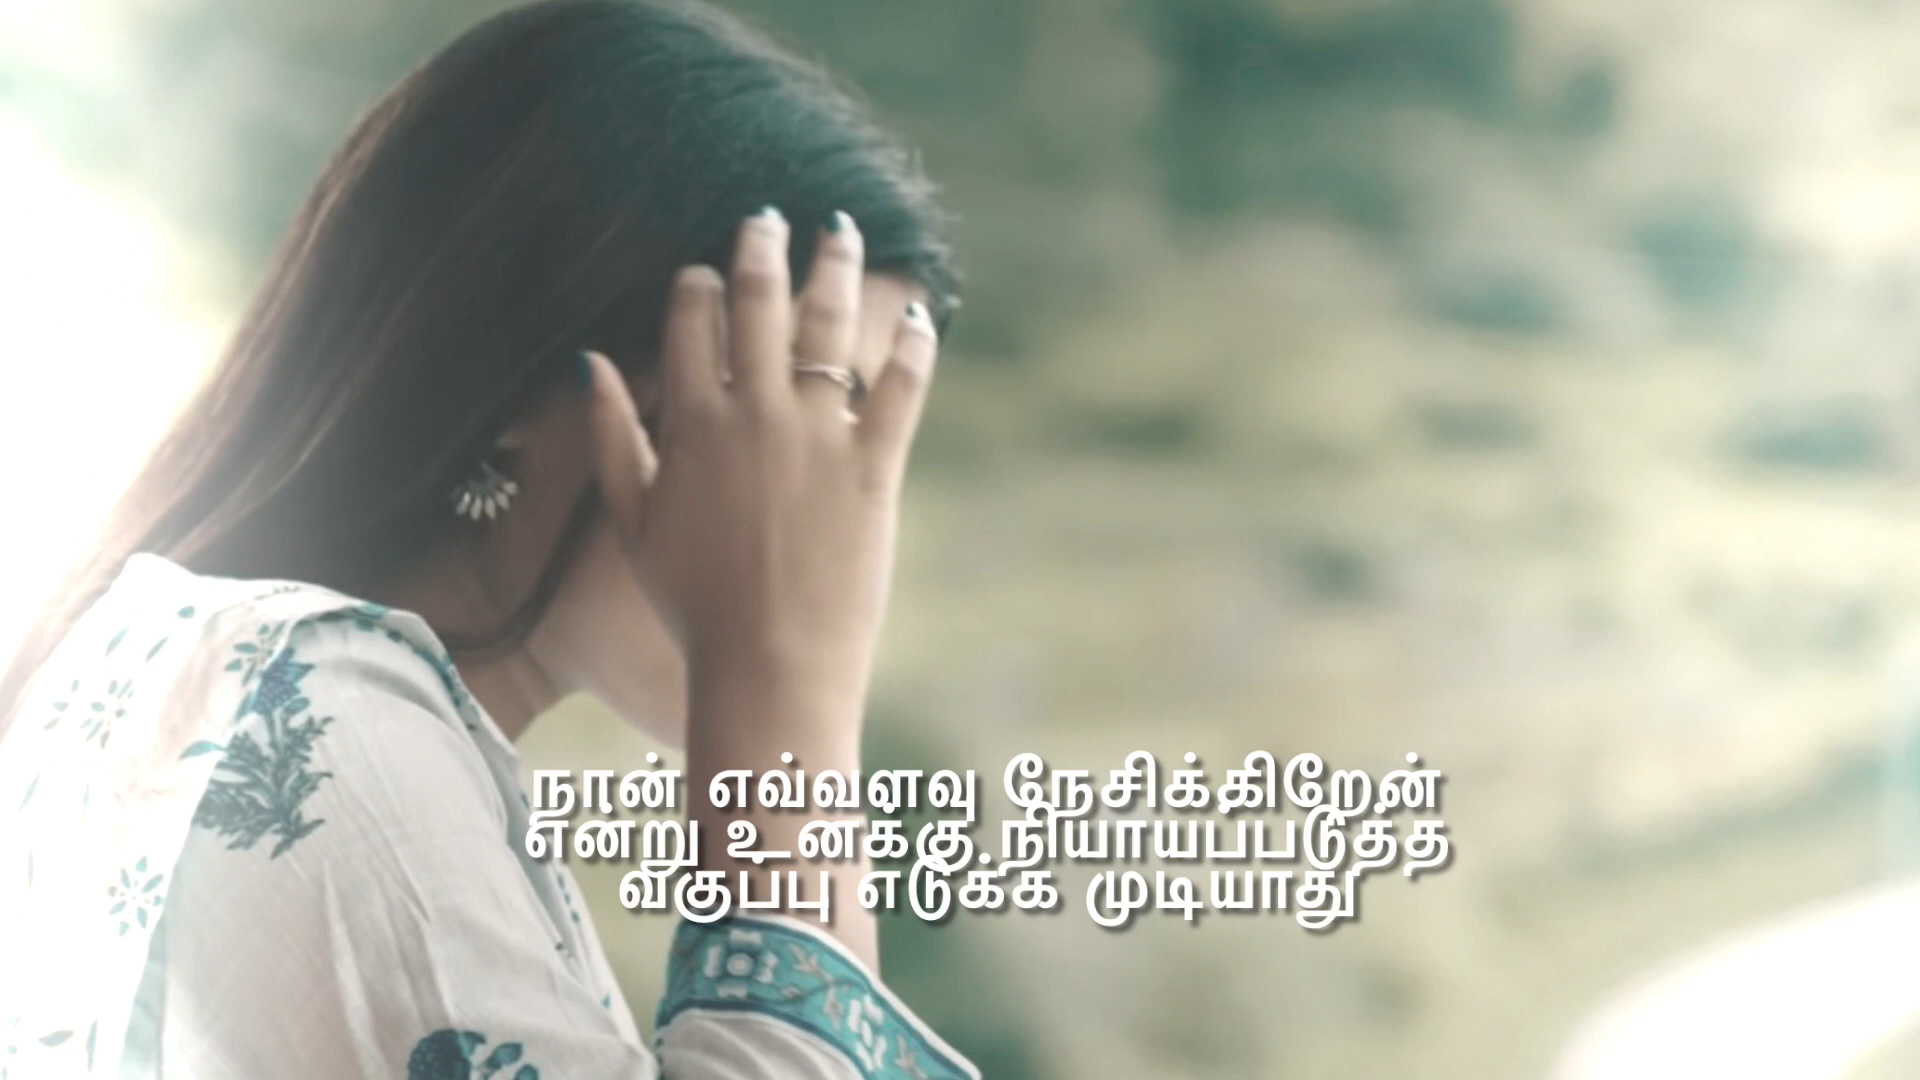 நான் எவ்வளவு நேசிக்கிறேன்
என்று உனக்கு நியாயப்படுத்த
வகுப்பு எடுக்க முடியாது